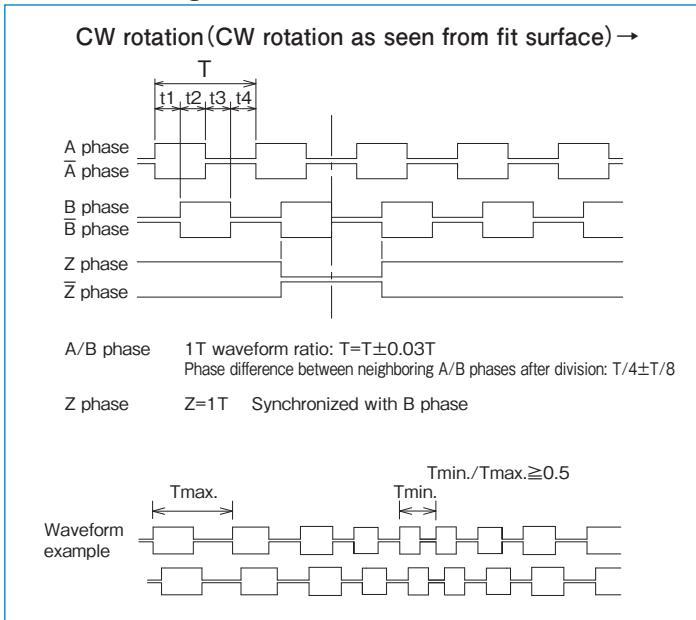 CW rotation(CW rotation as seen from fit surface)→
T
t1 t2 t3 t4
A phase
A̅ phase
B phase
B̅ phase
Z phase
Z̅ phase
A/B phase 1T waveform ratio: T=T±0.03T
Phase difference between neighboring A/B phases after division: T/4±T/8
Z phase Z=1T Synchronized with B phase
Tmin./Tmax.≧0.5
Tmax. Tmin.
Waveform
example